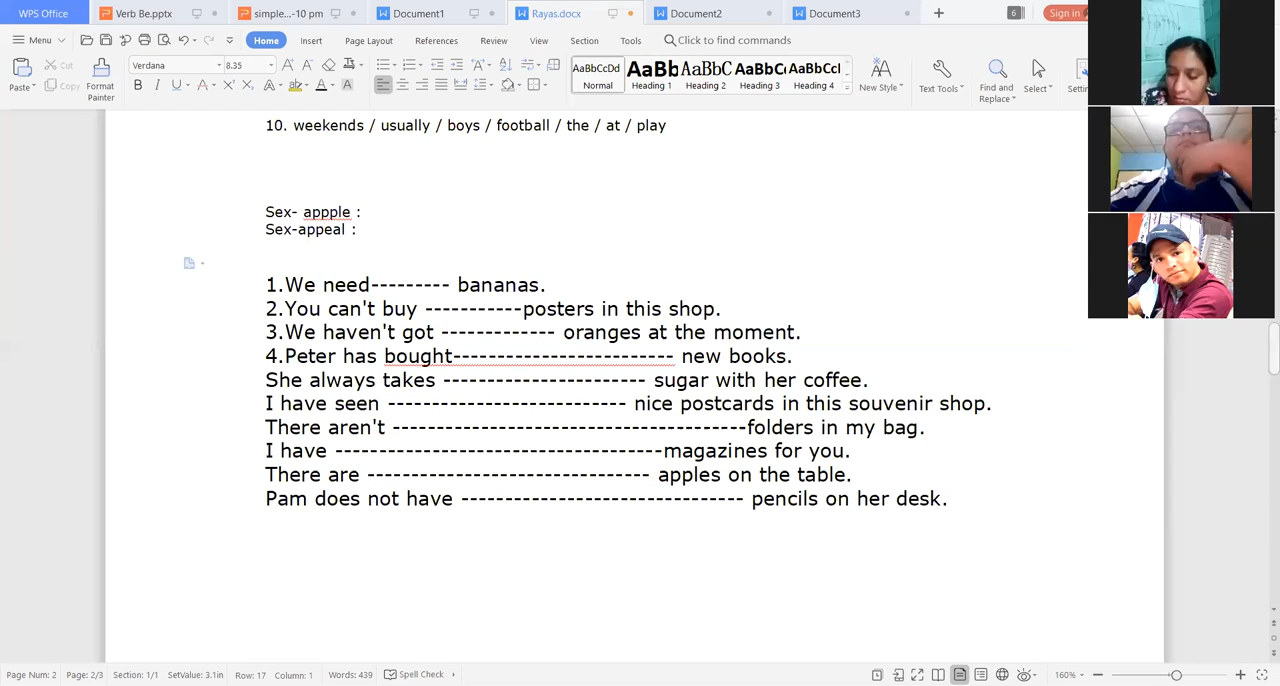 WPS Office
Verb Be.pptx
simple...-10 pm
Document1
Rayas.docx
Document2
Document3
6
Sign in
Menu
Home
Insert
Page Layout
References
Review
View
Section
Tools
Click to find commands
Paste
Cut
Copy
Format Painter
Verdana
8.35
AaBbCcDd
Normal
AaBb
Heading 1
AaBbC
Heading 2
AaBbC
Heading 3
AaBbCcl
Heading 4
New Style
Text Tools
Find and Replace
Select
10. weekends / usually / boys / football / the / at / play
Sex- appple :
Sex-appeal :
1.We need--------- bananas.
2.You can't buy -----------posters in this shop.
3.We haven't got ------------- oranges at the moment.
4.Peter has bought------------------------- new books.
She always takes ----------------------- sugar with her coffee.
I have seen --------------------------- nice postcards in this souvenir shop.
There aren't ----------------------------------------folders in my bag.
I have -------------------------------------magazines for you.
There are -------------------------------- apples on the table.
Pam does not have -------------------------------- pencils on her desk.
Page Num: 2
Page: 2/3
Section: 1/1
SetValue: 3.1in
Row: 17
Column: 1
Words: 439
Spell Check
160%